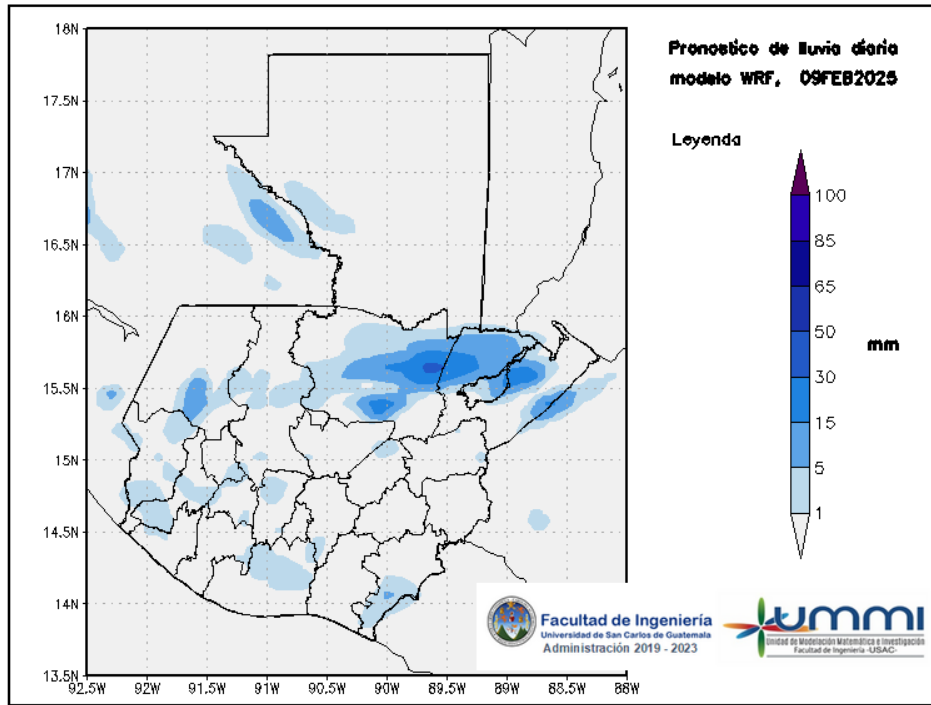 Pronostico de lluvia diaria
modelo WRF, 09FEB2025
Leyenda
100
85
65
50
30
15
5
1
mm
18N
17.5N
17N
16.5N
16N
15.5N
15N
14.5N
14N
13.5N
92.5W
92W
91.5W
91W
90.5W
90W
89.5W
89W
88.5W
88W
Facultad de Ingeniería
Universidad de San Carlos de Guatemala
Administración 2019 - 2023
UMMI
Unidad de Modelación Matemática e Investigación
Facultad de Ingeniería -USAC-